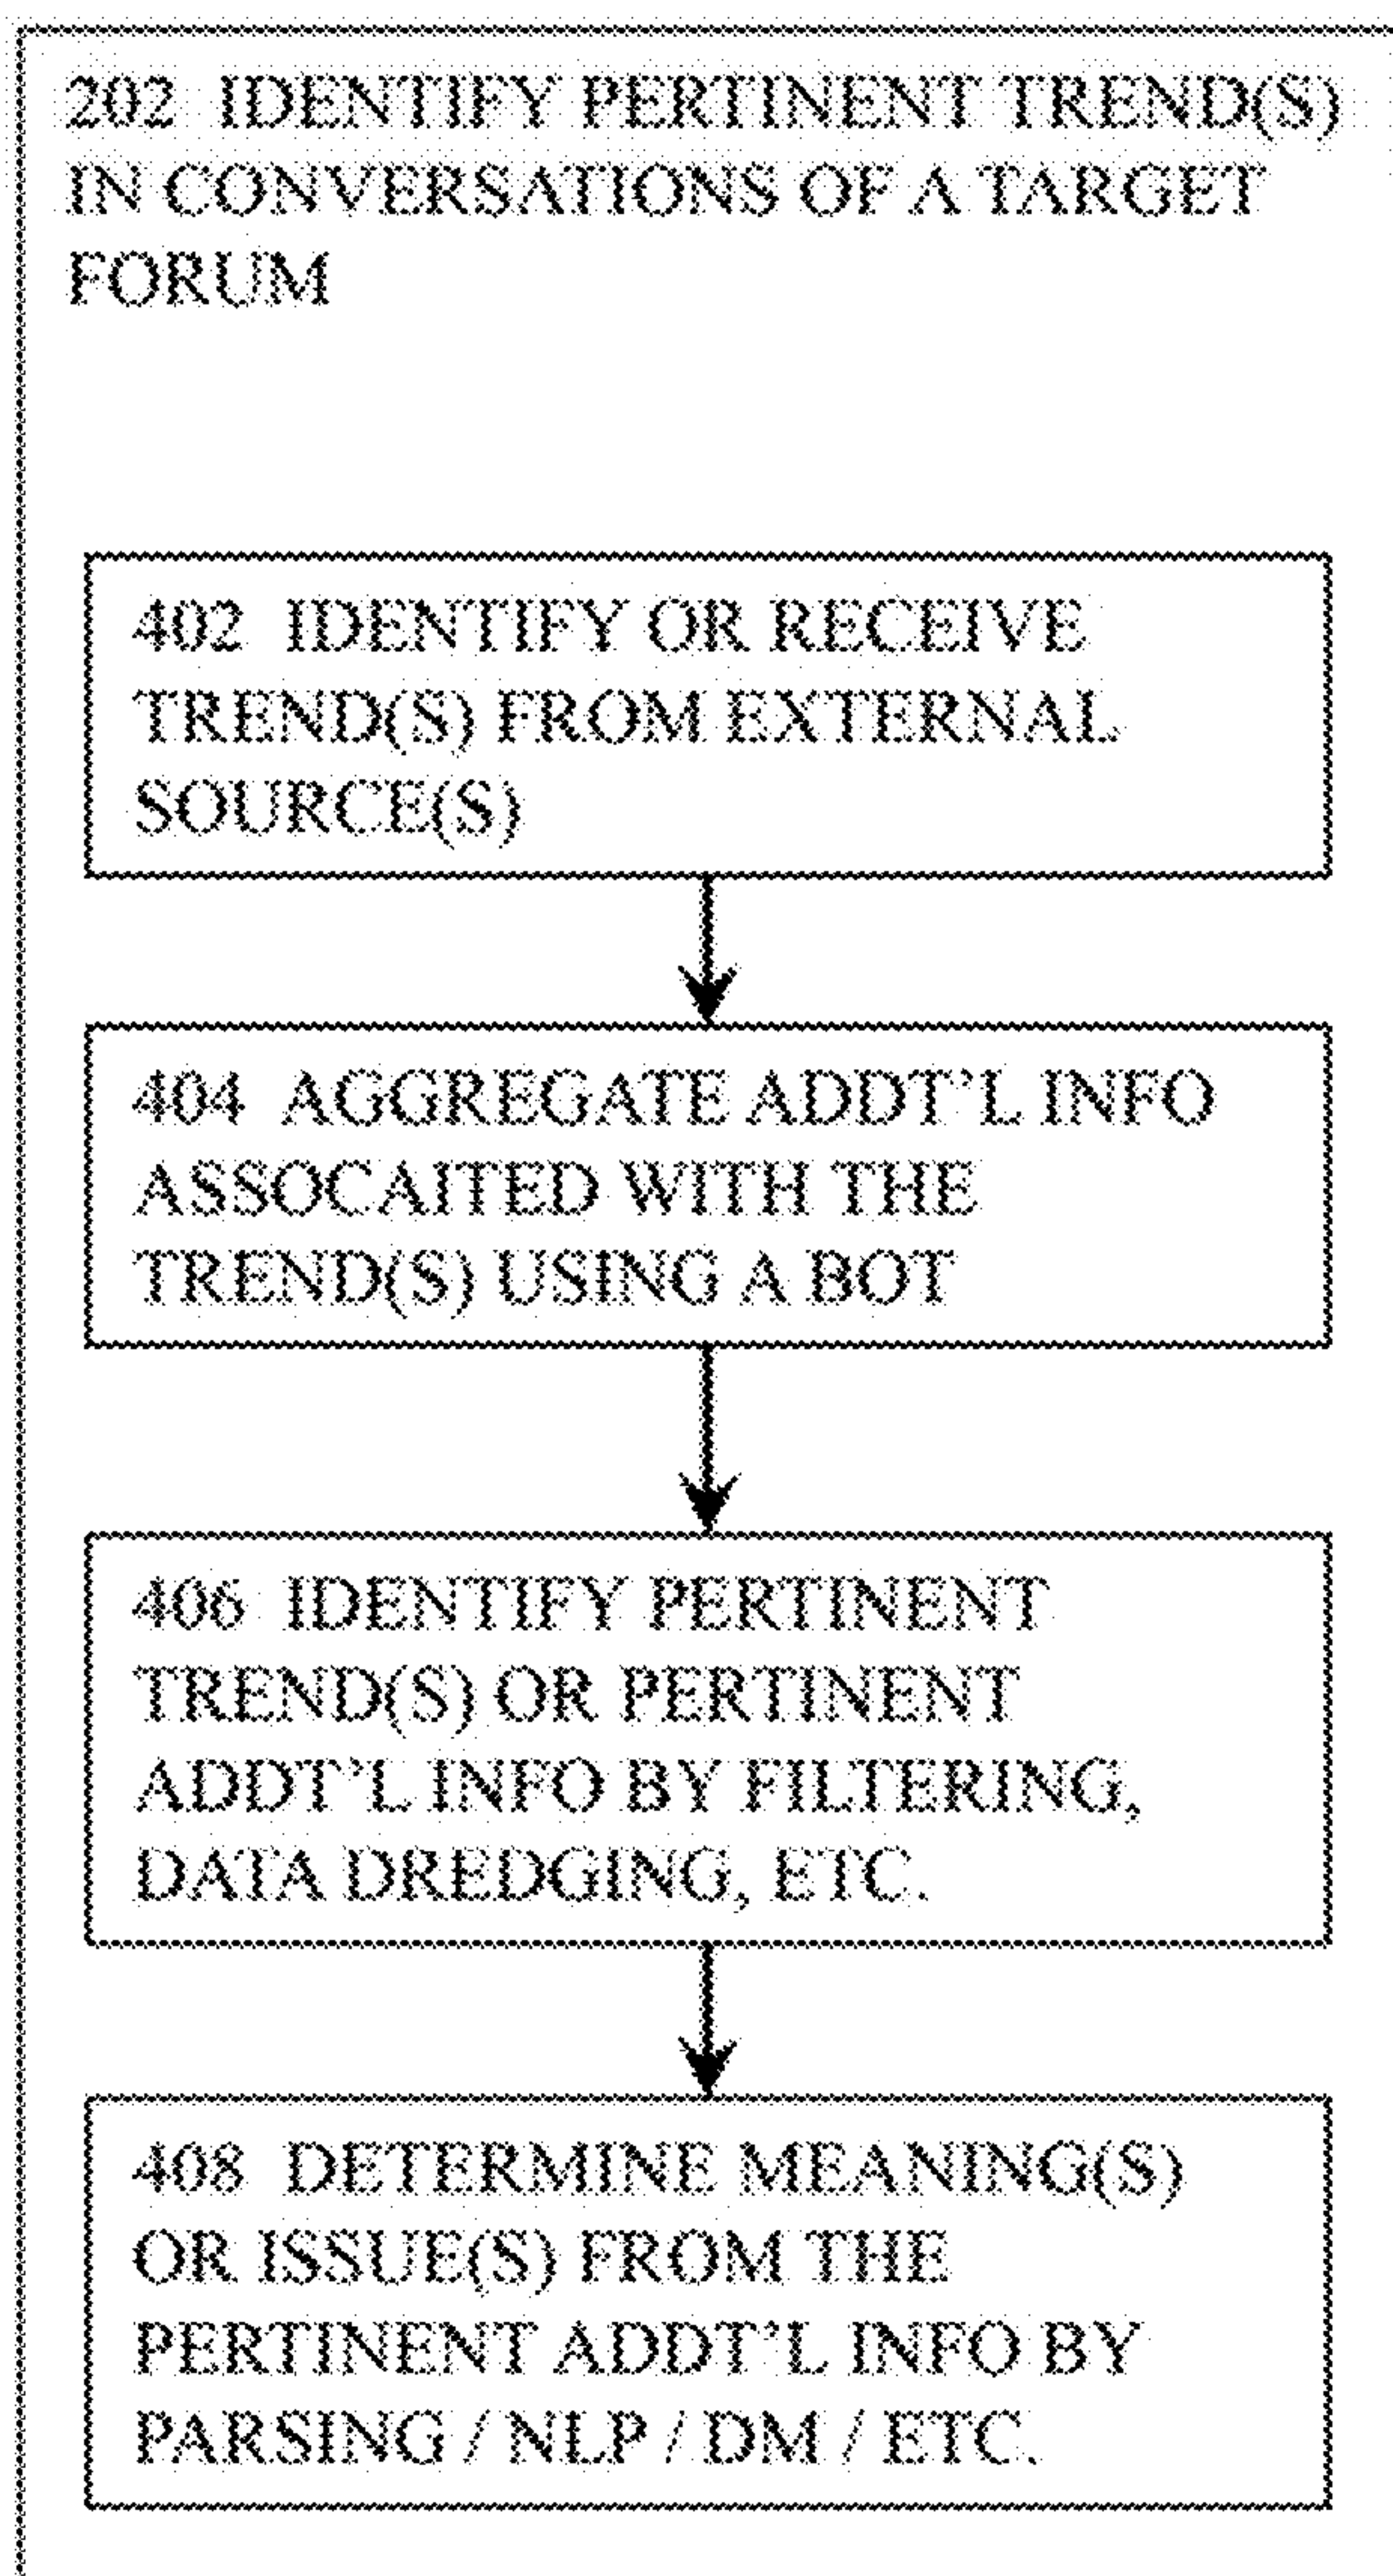 202 IDENTIFY PERTINENT TREND(S)
IN CONVERSATIONS OF A TARGET
FORUM
402 IDENTIFY OR RECEIVE
TREND(S) FROM EXTERNAL
SOURCE(S)
404 AGGREGATE ADDT'L INFO
ASSOCAITED WITH THE
TREND(S) USING A BOT
406 IDENTIFY PERTINENT
TREND(S) OR PERTINENT
ADDT'L INFO BY FILTERING,
DATA DREDGING, ETC.
408 DETERMINE MEANING(S)
OR ISSUE(S) FROM THE
PERTINENT ADDT'L INFO BY
PARSING / NLP / DM / ETC.